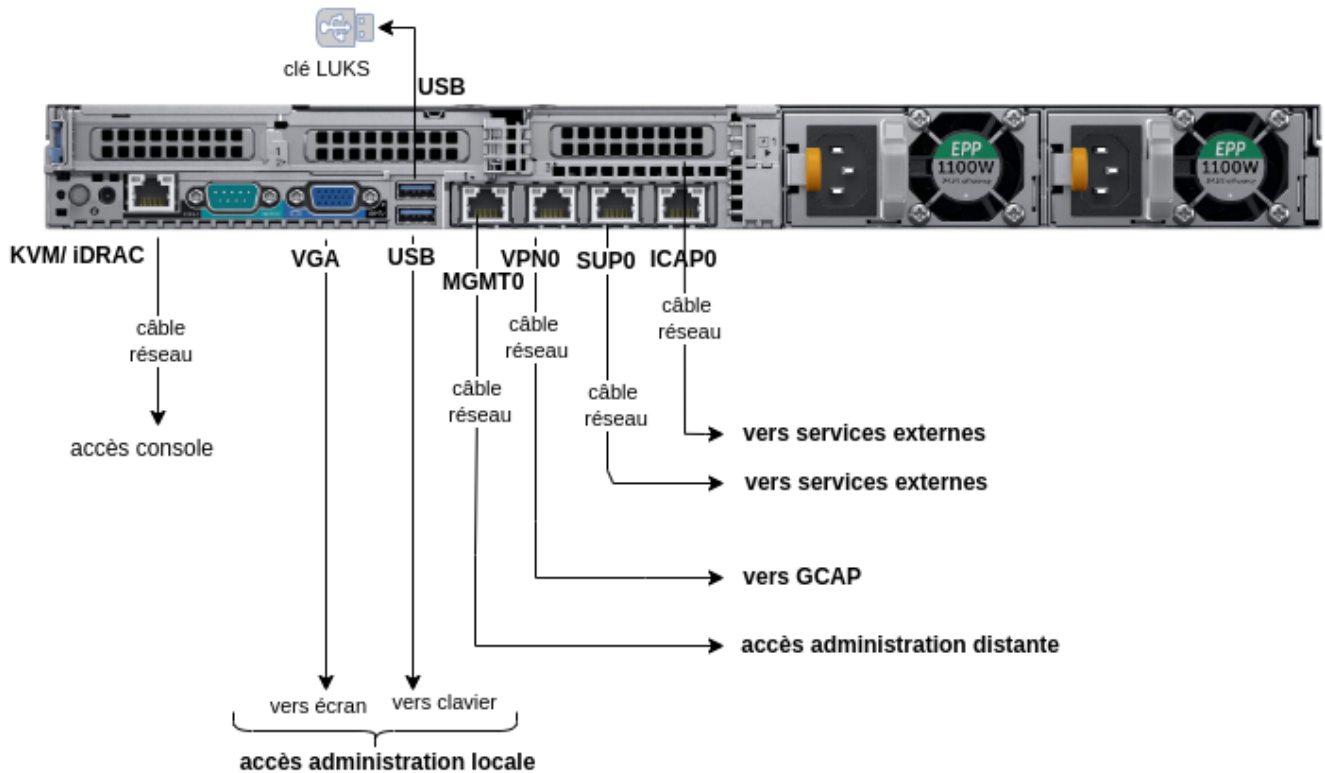 clé LUKS
USB
EPP
1100W
EPP
1100W
KVM/ iDRAC
VGA
USB
MGMT0
VPN0
SUP0
ICAP0
câble
réseau
câble
réseau
câble
réseau
câble
réseau
câble
réseau
accès console
vers services externes
vers services externes
vers GCAP
accès administration distante
vers écran
vers clavier
accès administration locale